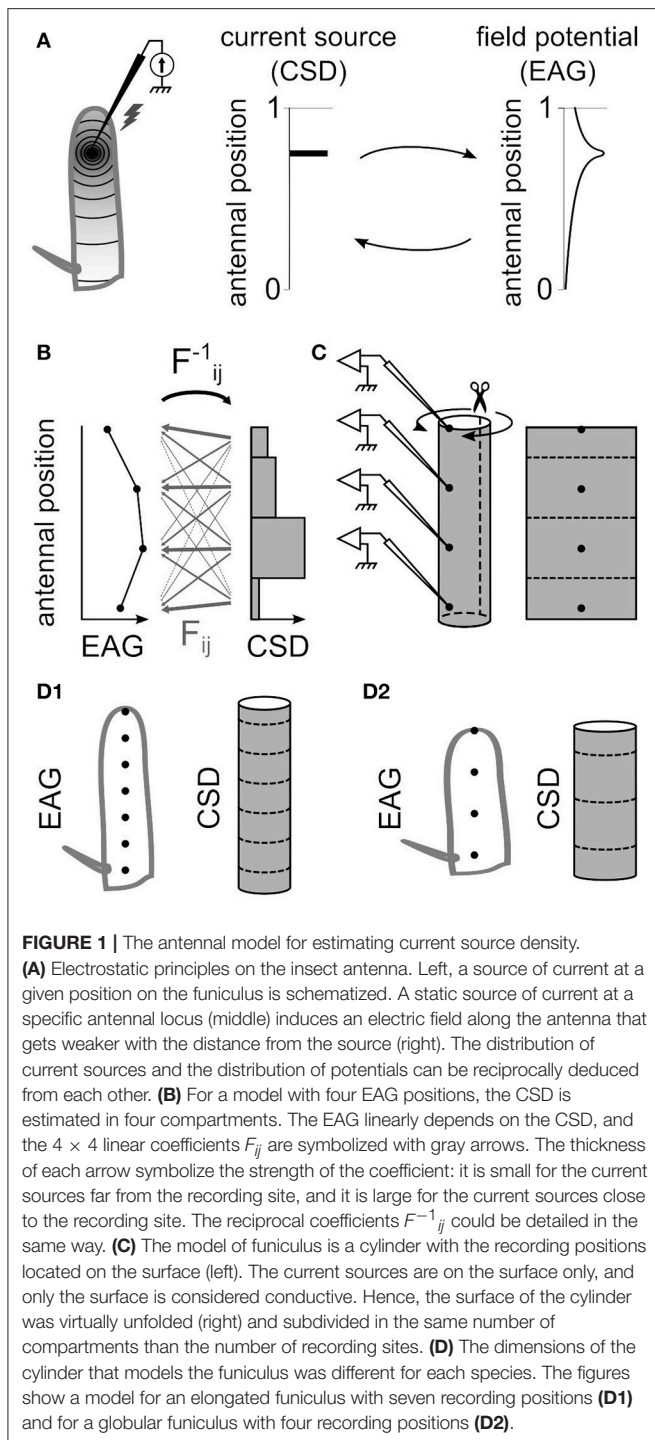 A
current source
(CSD)
field potential
(EAG)
antennal position
1
0
antennal position
1
0
B
F⁻¹ij
antennal position
EAG
Fij
CSD
C
D1
EAG
CSD
D2
EAG
CSD
FIGURE 1 | The antennal model for estimating current source density.
(A) Electrostatic principles on the insect antenna. Left, a source of current at a
given position on the funiculus is schematized. A static source of current at a
specific antennal locus (middle) induces an electric field along the antenna that
gets weaker with the distance from the source (right). The distribution of
current sources and the distribution of potentials can be reciprocally deduced
from each other. (B) For a model with four EAG positions, the CSD is
estimated in four compartments. The EAG linearly depends on the CSD, and
the 4 × 4 linear coefficients Fij are symbolized with gray arrows. The thickness
of each arrow symbolize the strength of the coefficient: it is small for the current
sources far from the recording site, and it is large for the current sources close
to the recording site. The reciprocal coefficients F⁻¹ij could be detailed in the
same way. (C) The model of funiculus is a cylinder with the recording positions
located on the surface (left). The current sources are on the surface only, and
only the surface is considered conductive. Hence, the surface of the cylinder
was virtually unfolded (right) and subdivided in the same number of
compartments than the number of recording sites. (D) The dimensions of the
cylinder that models the funiculus was different for each species. The figures
show a model for an elongated funiculus with seven recording positions (D1)
and for a globular funiculus with four recording positions (D2).